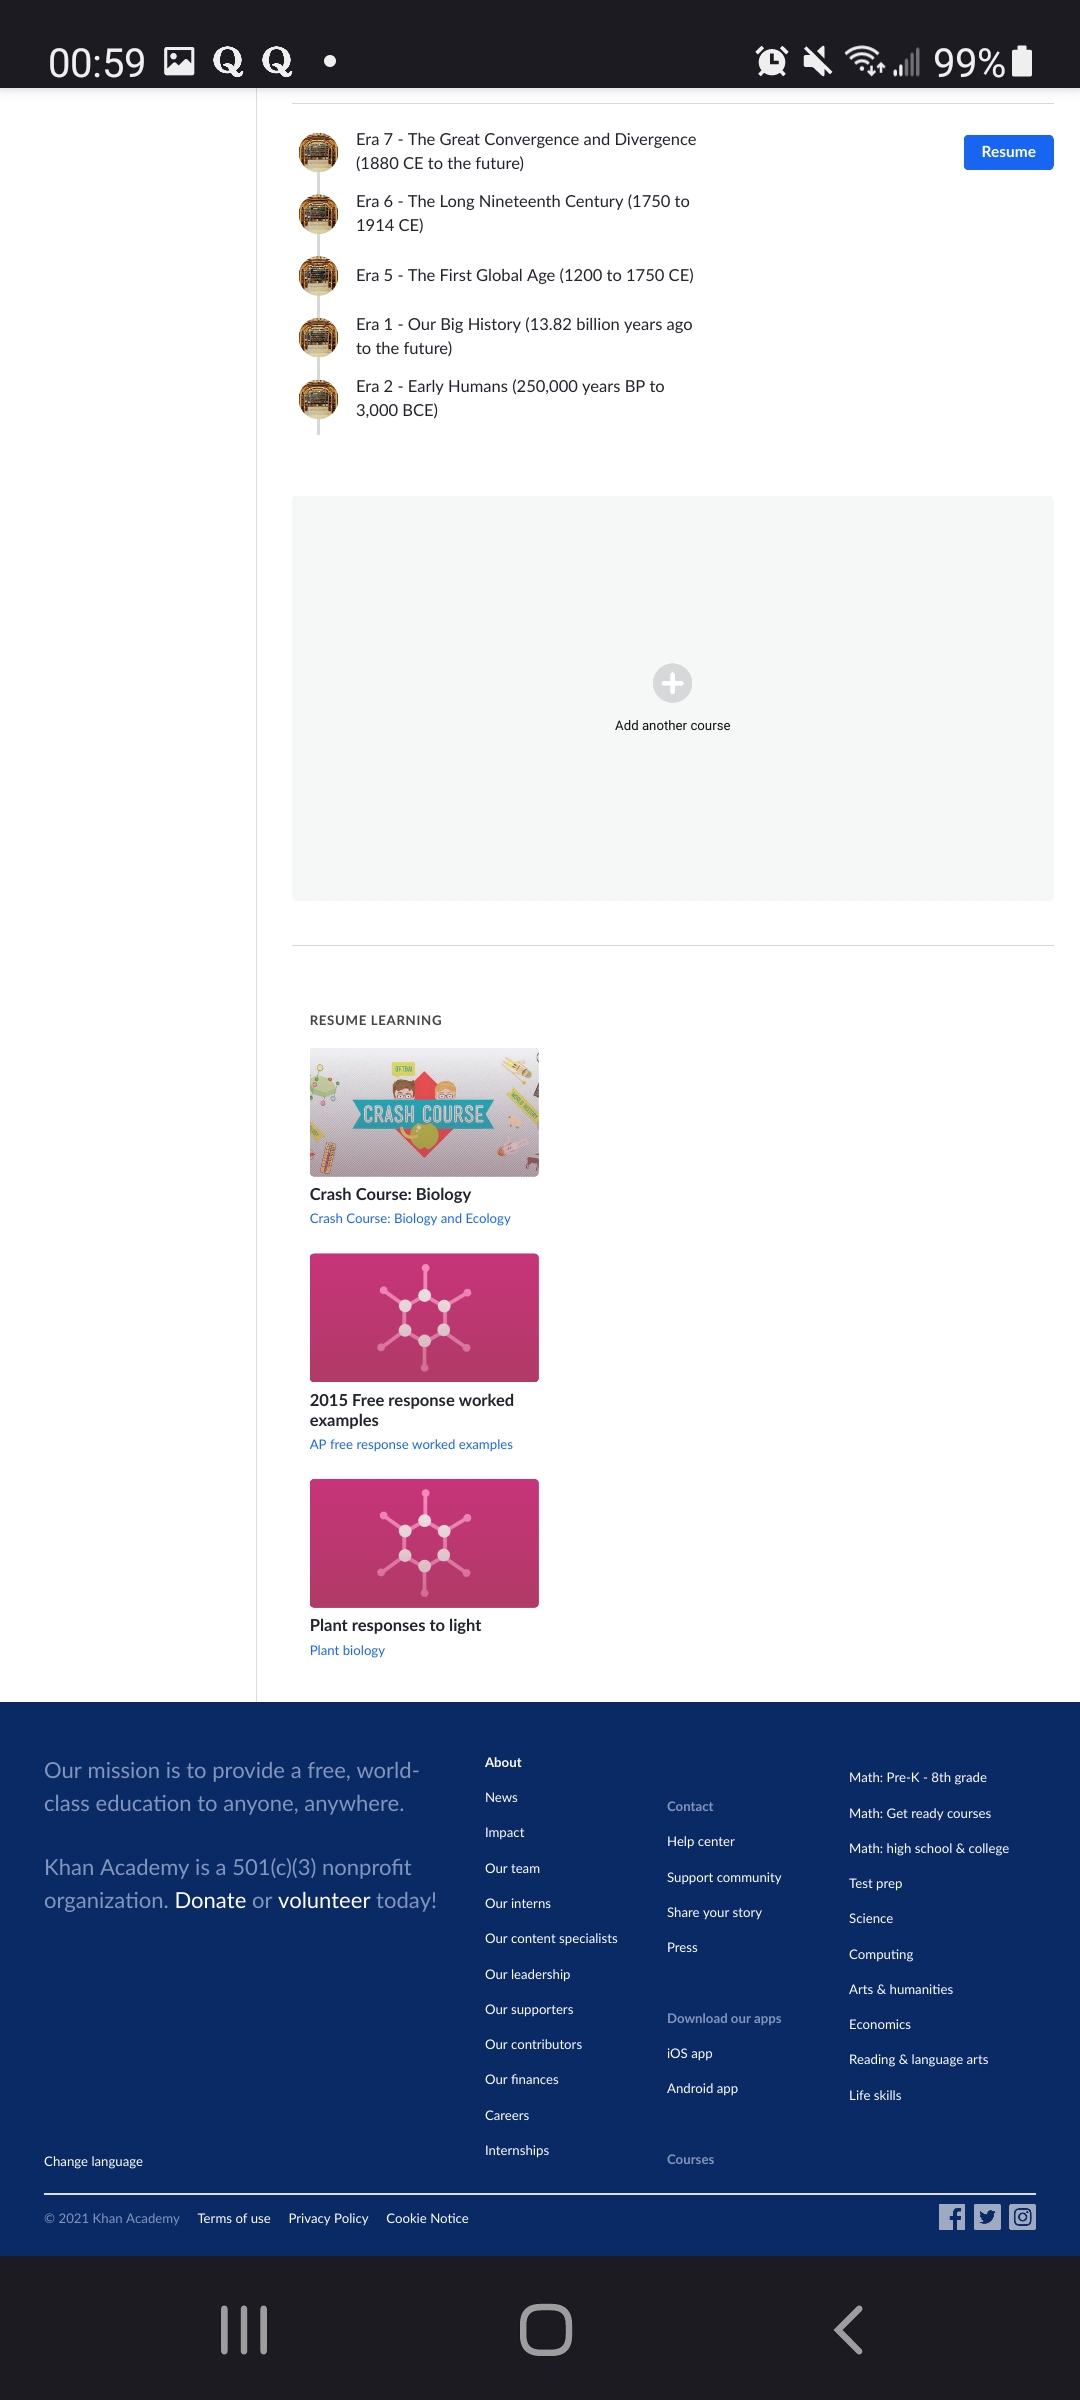 00:59
99%
Era 7 - The Great Convergence and Divergence
(1880 CE to the future)
Resume
Era 6 - The Long Nineteenth Century (1750 to
1914 CE)
Era 5 - The First Global Age (1200 to 1750 CE)
Era 1 - Our Big History (13.82 billion years ago
to the future)
Era 2 - Early Humans (250,000 years BP to
3,000 BCE)
Add another course
RESUME LEARNING
CRASH COURSE
WORLD HISTORY
Crash Course: Biology
Crash Course: Biology and Ecology
2015 Free response worked
examples
AP free response worked examples
Plant responses to light
Plant biology
Our mission is to provide a free, world-
class education to anyone, anywhere.
Khan Academy is a 501(c)(3) nonprofit
organization. Donate or volunteer today!
Change language
About
News
Impact
Our team
Our interns
Our content specialists
Our leadership
Our supporters
Our contributors
Our finances
Careers
Internships
Contact
Help center
Support community
Share your story
Press
Download our apps
iOS app
Android app
Courses
Math: Pre-K - 8th grade
Math: Get ready courses
Math: high school & college
Test prep
Science
Computing
Arts & humanities
Economics
Reading & language arts
Life skills
© 2021 Khan Academy Terms of use Privacy Policy Cookie Notice